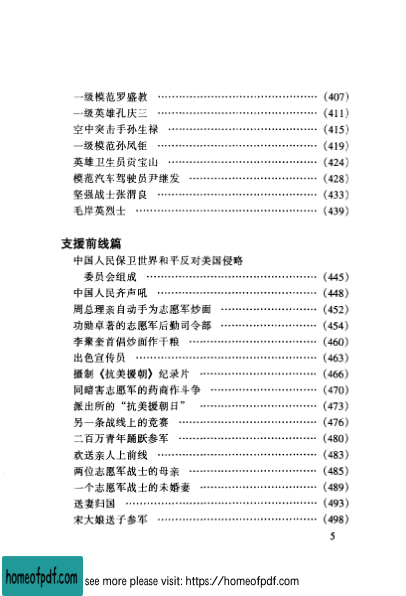 一级模范罗盛教 ………………………………… (407)
一级英雄孔庆三 ………………………………… (411)
空中突击手孙生禄 ……………………………… (415)
一级模范孙凤钜 ………………………………… (419)
英雄卫生员贡宝山 ……………………………… (424)
模范汽车驾驶员尹继发 ………………………… (428)
坚强战士张渭良 ………………………………… (433)
毛岸英烈士 ……………………………………… (439)
支援前线篇
中国人民保卫世界和平反对美国侵略
委员会组成 ……………………………………… (445)
中国人民齐声吼 ………………………………… (448)
周总理亲自动手为志愿军炒面 ………………… (452)
功勋卓著的志愿军后勤司令部 ………………… (454)
李聚奎首倡炒面作干粮 ………………………… (460)
出色宣传员 ……………………………………… (463)
摄制《抗美援朝》纪录片 ……………………… (466)
同暗害志愿军的药商作斗争 …………………… (470)
派出所的“抗美援朝日” ……………………… (473)
另一条战线上的竞赛 …………………………… (476)
二百万青年踊跃参军 …………………………… (480)
欢送亲人上前线 ………………………………… (483)
两位志愿军战士的母亲 ………………………… (485)
一个志愿军战士的未婚妻 ……………………… (489)
送妻归国 ………………………………………… (493)
宋大娘送子参军 ………………………………… (498)
5
homeofpdf.com see more please visit: https://homeofpdf.com